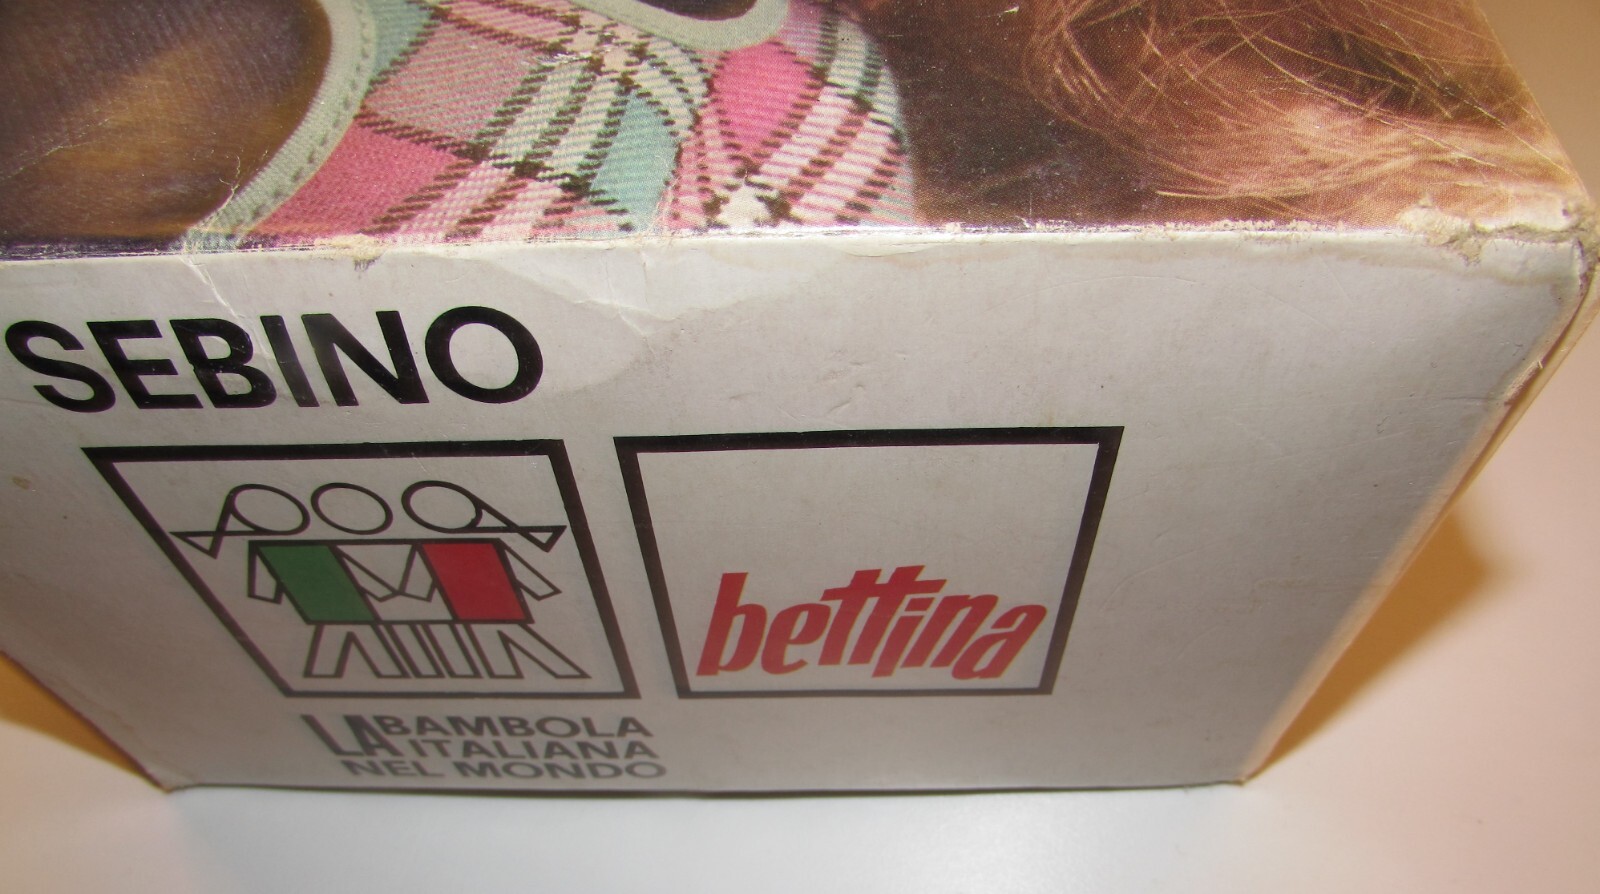 SEBINO
bettina
LA BAMBOLA
ITALIANA
NEL MONDO